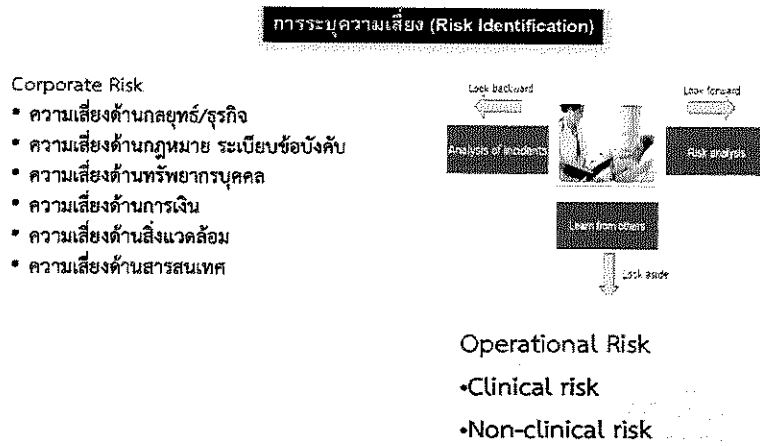 การระบุความเสี่ยง (Risk Identification)
Corporate Risk
• ความเสี่ยงด้านกลยุทธ์/ธุรกิจ
• ความเสี่ยงด้านกฎหมาย ระเบียบข้อบังคับ
• ความเสี่ยงด้านทรัพยากรบุคคล
• ความเสี่ยงด้านการเงิน
• ความเสี่ยงด้านสิ่งแวดล้อม
• ความเสี่ยงด้านสารสนเทศ
Look backward
Look forward
Analysis of incidents
Risk analysis
Learn from others
Look aside
Operational Risk
•Clinical risk
•Non-clinical risk